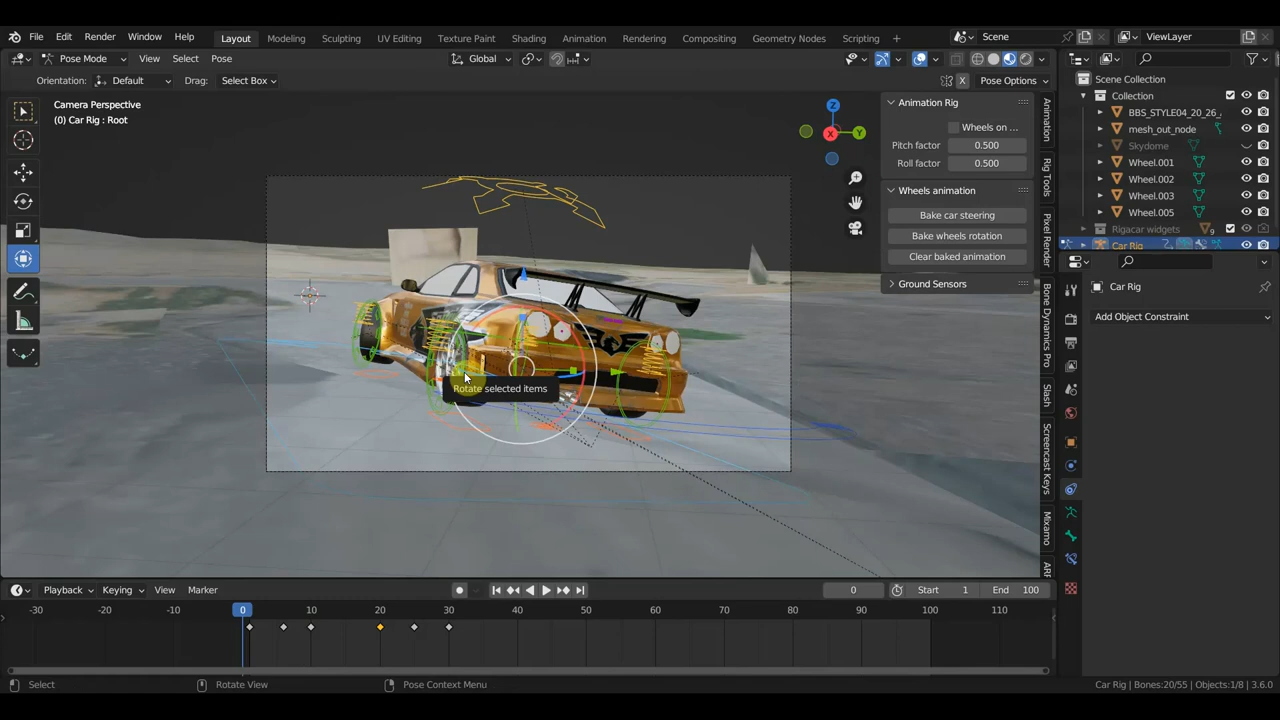 File Edit Render Window Help Layout Modeling Sculpting UV Editing Texture Paint Shading Animation Rendering Compositing Geometry Nodes Scripting + Scene ViewLayer
Pose Mode View Select Pose Global
Orientation: Default Drag: Select Box X Pose Options
Scene Collection
Collection
BBS_STYLE04_20_26_
mesh_out_node
Skydome
Wheel.001
Wheel.002
Wheel.003
Wheel.005
Rigacar widgets 9
Car Rig
Camera Perspective
(0) Car Rig : Root
Z
X
Y
Animation Rig
Wheels on ...
Pitch factor 0.500
Roll factor 0.500
Wheels animation
Bake car steering
Bake wheels rotation
Clear baked animation
Ground Sensors
Animation
Rig Tools
Pixel Render
Bone Dynamics Pro
Slash
Screencast Keys
Mixamo
ARP
Car Rig
Add Object Constraint
Rotate selected items
Playback Keying View Marker 0 Start 1 End 100
-30 -20 -10 0 10 20 30 40 50 60 70 80 90 100 110
Select Rotate View Pose Context Menu Car Rig | Bones:20/55 | Objects:1/8 | 3.6.0